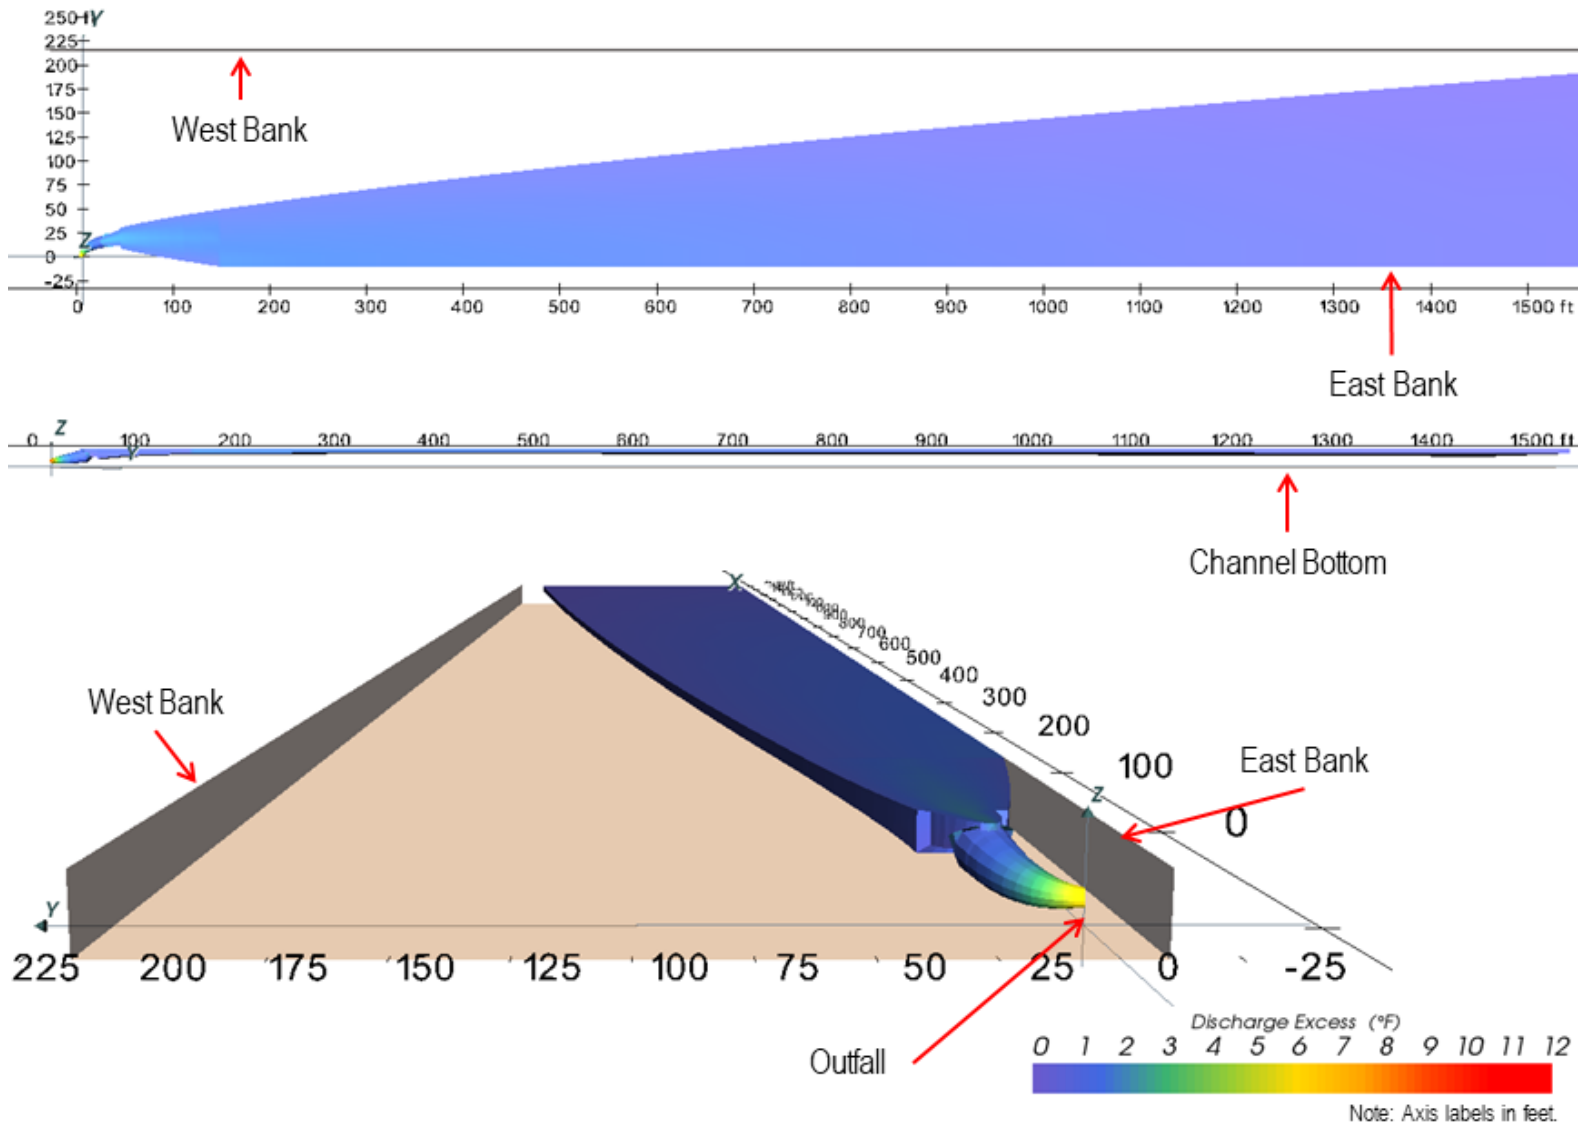 250 ft Y
225
200
175
150
125
100
75
50
25
Z
0
-25
West Bank
0 100 200 300 400 500 600 700 800 900 1000 1100 1200 1300 1400 1500 ft
East Bank
Z
0 100 200 300 400 500 600 700 800 900 1000 1100 1200 1300 1400 1500 ft
Y
Channel Bottom
X
900
800
700
600
500
400
300
200
100
0
West Bank
East Bank
Z
Y
225 200 175 150 125 100 75 50 25 0 -25
Outfall
Discharge Excess (°F)
0 1 2 3 4 5 6 7 8 9 10 11 12
Note: Axis labels in feet.